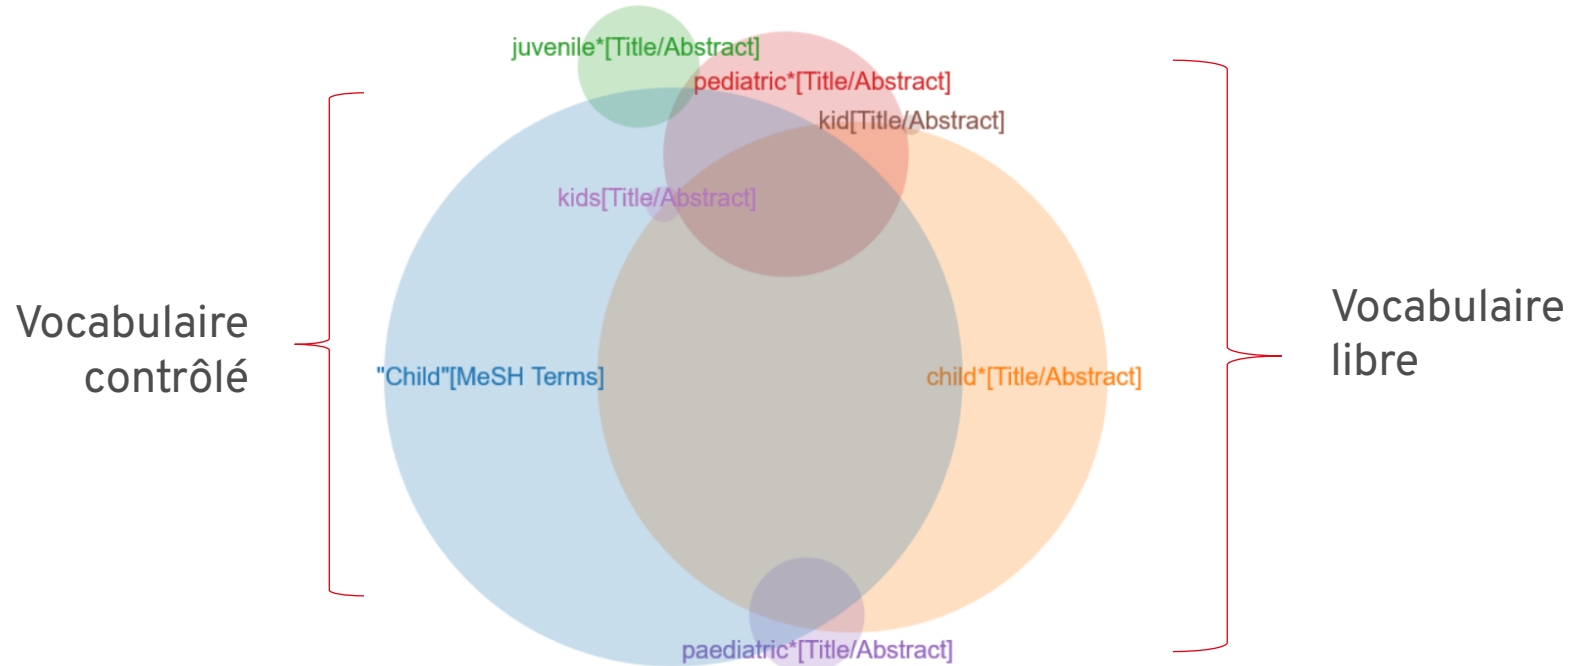 juvenile*[Title/Abstract]
pediatric*[Title/Abstract]
kid[Title/Abstract]
kids[Title/Abstract]
Vocabulaire
contrôlé
"Child"[MeSH Terms]
child*[Title/Abstract]
Vocabulaire
libre
paediatric*[Title/Abstract]